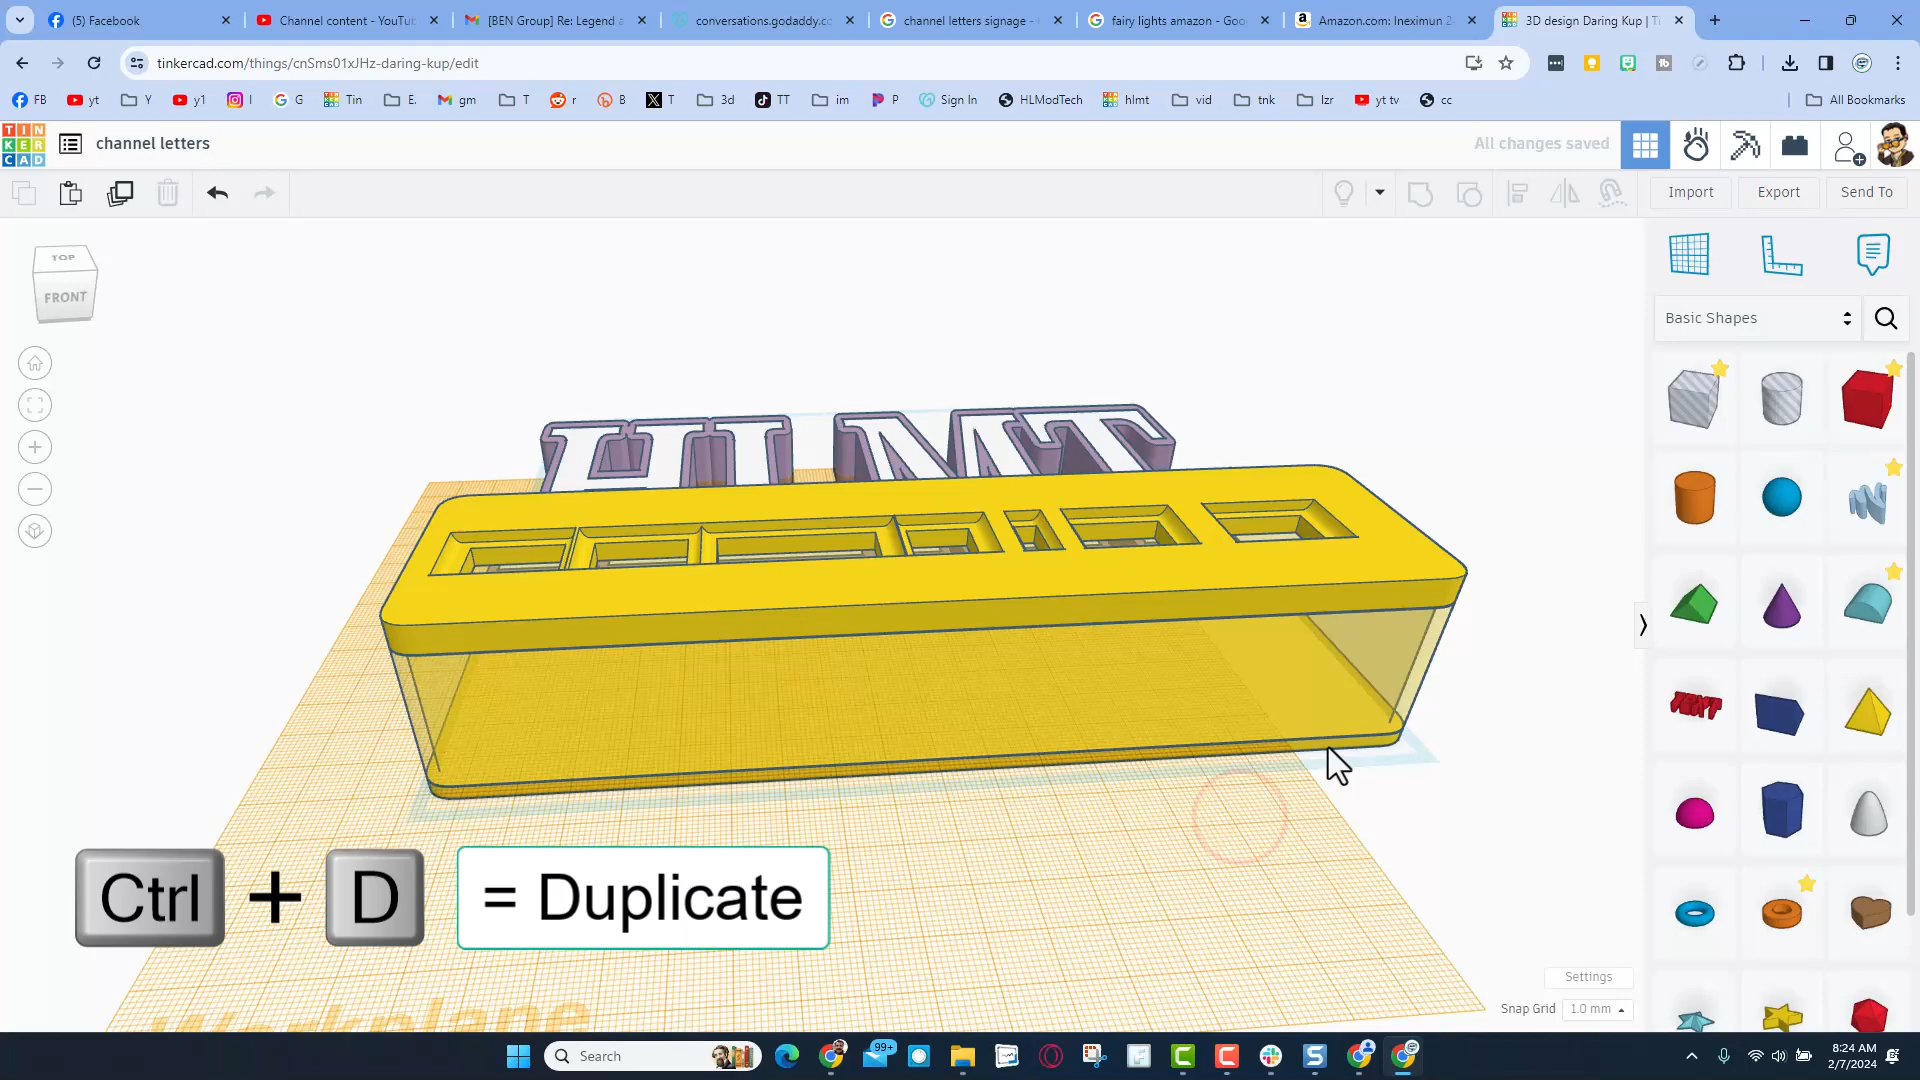 (5) Facebook
Channel content - YouTu
[BEN Group] Re: Legend a
conversations.godaddy.co
channel letters signage -
fairy lights amazon - Goo
Amazon.com: Ineximun 2
3D design Daring Kup | Ti
tinkercad.com/things/cnSms01xJHz-daring-kup/edit
FB
yt
Y
y1
I
G
Tin
E.
gm
T
r
B
T
3d
TT
im
P
Sign In
HLModTech
hlmt
vid
tnk
lzr
yt tv
cc
All Bookmarks
TIN
KER
CAD
channel letters
All changes saved
Import
Export
Send To
TOP
FRONT
Basic Shapes
HLMT
TEXT
Ctrl + D = Duplicate
Workplane
Settings
Snap Grid 1.0 mm
Search
99+
8:24 AM
2/7/2024